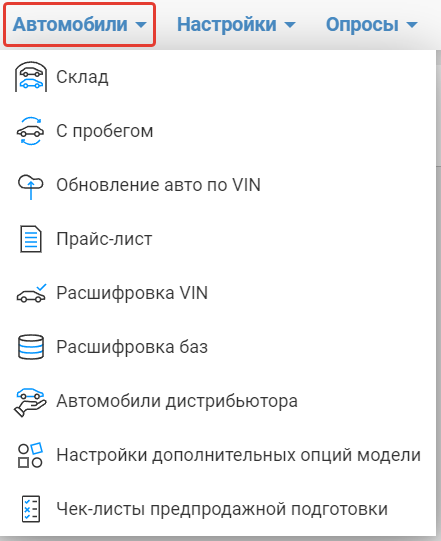 Автомобили Настройки Опросы
Склад
С пробегом
Обновление авто по VIN
Прайс-лист
Расшифровка VIN
Расшифровка баз
Автомобили дистрибьютора
Настройки дополнительных опций модели
Чек-листы предпродажной подготовки